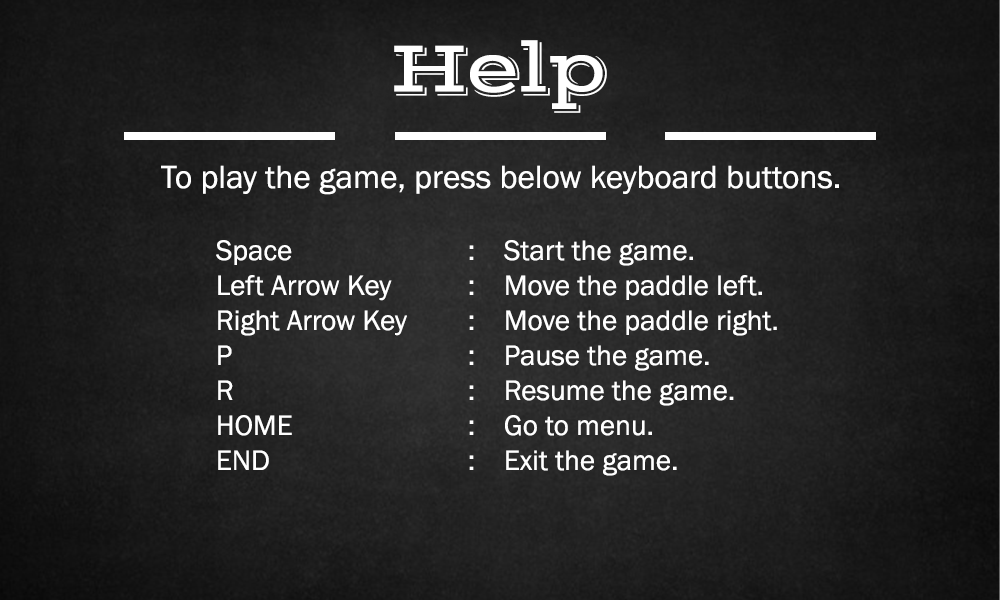 Help
To play the game, press below keyboard buttons.
Space : Start the game.
Left Arrow Key : Move the paddle left.
Right Arrow Key : Move the paddle right.
P : Pause the game.
R : Resume the game.
HOME : Go to menu.
END : Exit the game.